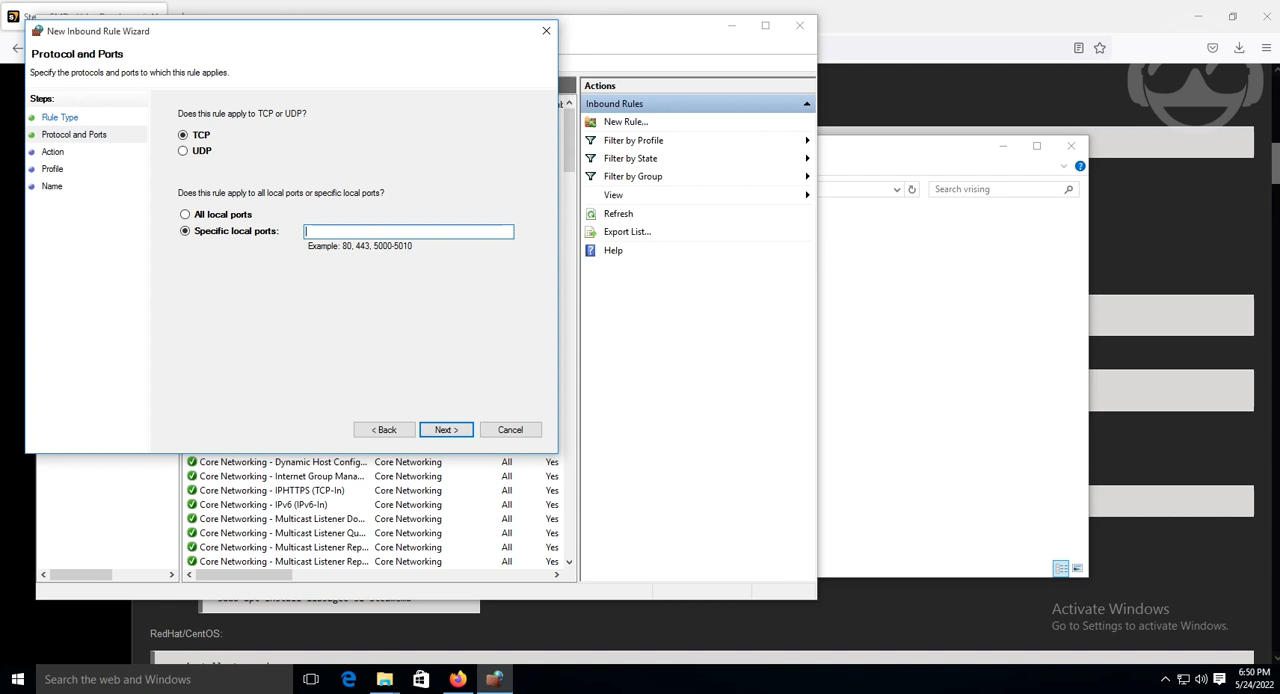 New Inbound Rule Wizard
Protocol and Ports
Specify the protocols and ports to which this rule applies.
Steps:
Rule Type
Protocol and Ports
Action
Profile
Name
Does this rule apply to TCP or UDP?
TCP
UDP
Does this rule apply to all local ports or specific local ports?
All local ports
Specific local ports:
Example: 80, 443, 5000-5010
< Back
Next >
Cancel
Actions
Inbound Rules
New Rule...
Filter by Profile
Filter by State
Filter by Group
View
Refresh
Export List...
Help
Search vrising
Core Networking - Dynamic Host Config... Core Networking All Yes
Core Networking - Internet Group Mana... Core Networking All Yes
Core Networking - IPHTTPS (TCP-In) Core Networking All Yes
Core Networking - IPv6 (IPv6-In) Core Networking All Yes
Core Networking - Multicast Listener Do... Core Networking All Yes
Core Networking - Multicast Listener Qu... Core Networking All Yes
Core Networking - Multicast Listener Rep... Core Networking All Yes
Core Networking - Multicast Listener Rep... Core Networking All Yes
RedHat/CentOS:
Activate Windows
Go to Settings to activate Windows.
Search the web and Windows
6:50 PM
5/24/2022